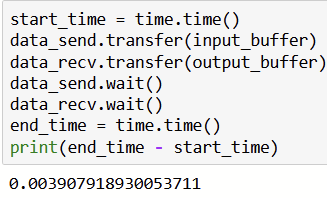 start_time = time.time()
data_send.transfer(input_buffer)
data_recv.transfer(output_buffer)
data_send.wait()
data_recv.wait()
end_time = time.time()
print(end_time - start_time)
0.003907918930053711